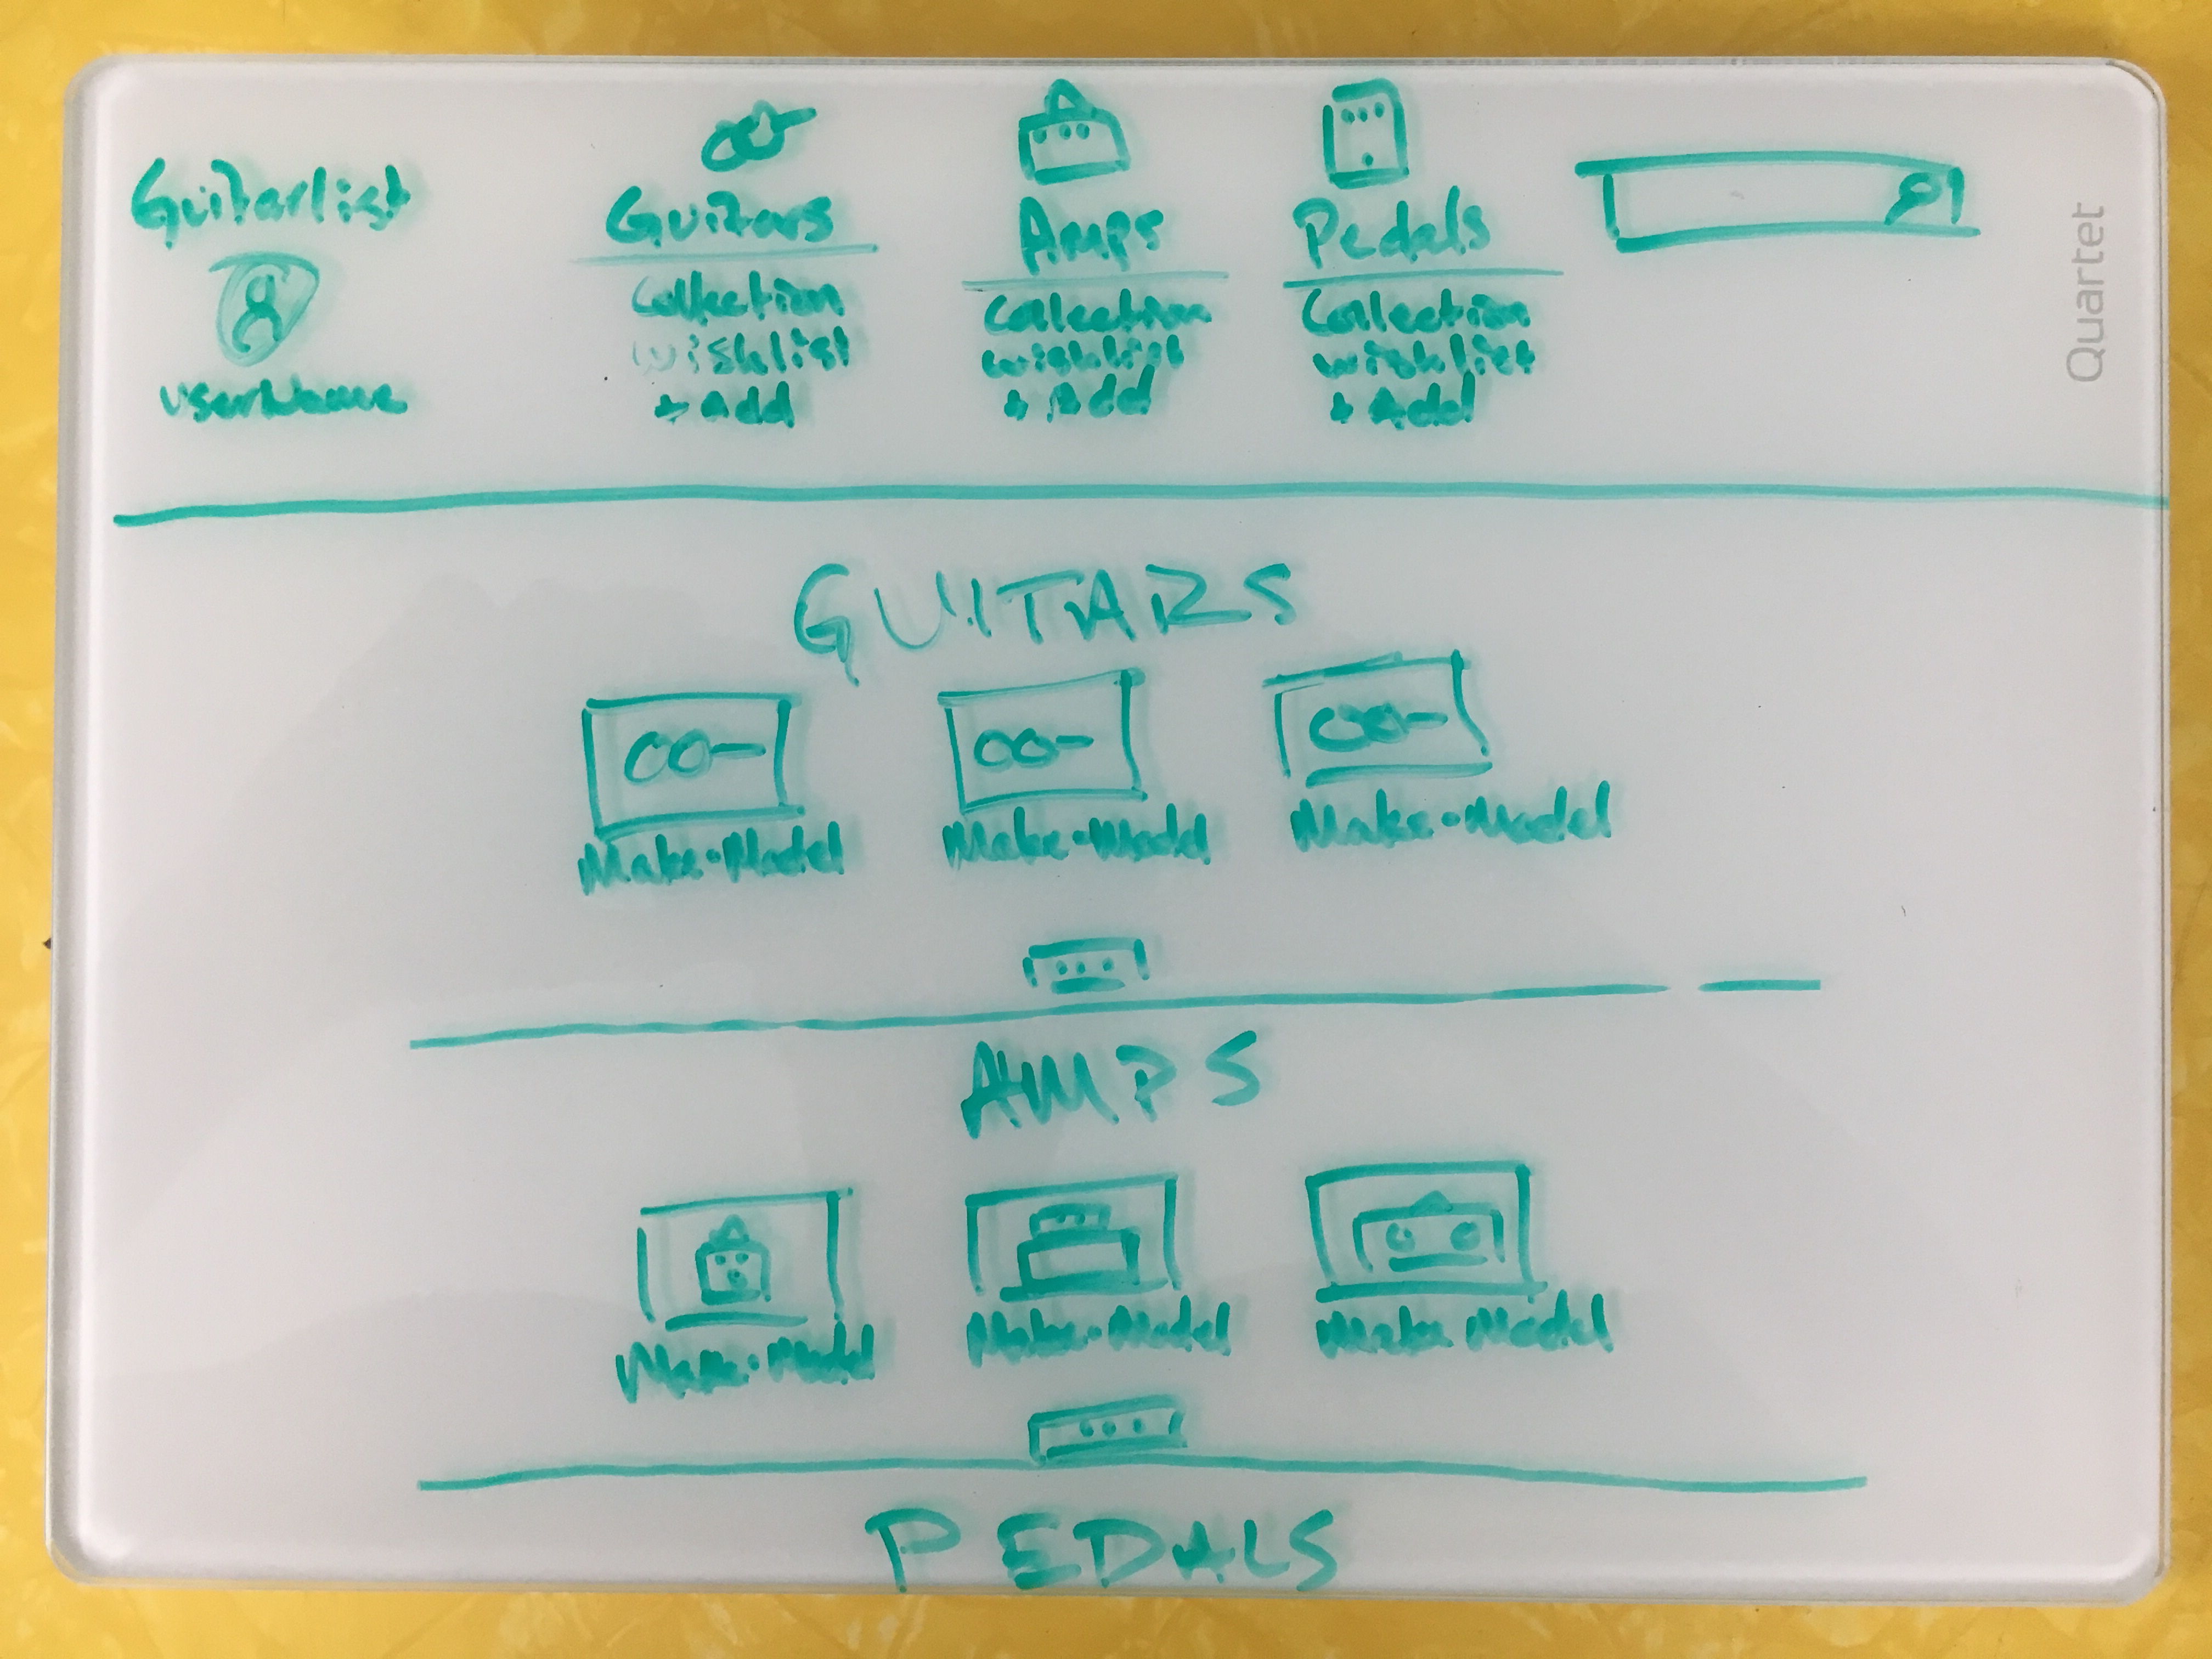 Guitarlist
userName
Guitars
Collection
wishlist
+ Add
Amps
Collection
wishlist
+ Add
Pedals
Collection
wishlist
+ Add
Quartet
GUITARS
Make•Model
Make•Model
Make•Model
AMPS
Make•Model
Make•Model
Make Model
PEDALS